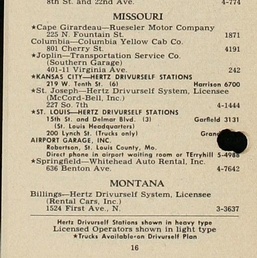 8th St. and 22nd Ave. 4-774
MISSOURI
★Cape Girardeau—Rueseler Motor Company
225 N. Fountain St. 1871
Columbia—Columbia Yellow Cab Co.
801 Cherry St. 4191
★Joplin—Transportation Service Co.
(Southern Garage)
401-11 Virginia Ave. 242
★KANSAS CITY—HERTZ DRIVURSELF STATIONS
219 W. Tenth St. (6) Harrison 6700
★St. Joseph—Hertz Drivurself System, Licensee
(McCord-Bell, Inc.)
227 So. 7th 4-1444
★ST. LOUIS—HERTZ DRIVURSELF STATIONS
15th St. and Delmar Blvd. (3) Garfield 3131
(St. Louis Headquarters)
200 Lynch St. (Trucks only)
AIRPORT GARAGE, INC.
Robertson, St. Louis County, Mo.
Direct phone in airport waiting room or TErryhill 5-4988
★Springfield—Whitehead Auto Rental, Inc.
636 Benton Ave. 4-7642
MONTANA
Billings—Hertz Drivurself System, Licensee
(Rental Cars, Inc.)
1524 First Ave., N. 3-3637
Hertz Drivurself Stations shown in heavy type
Licensed Operators shown in light type
★Trucks Available on Drivurself Plan
16